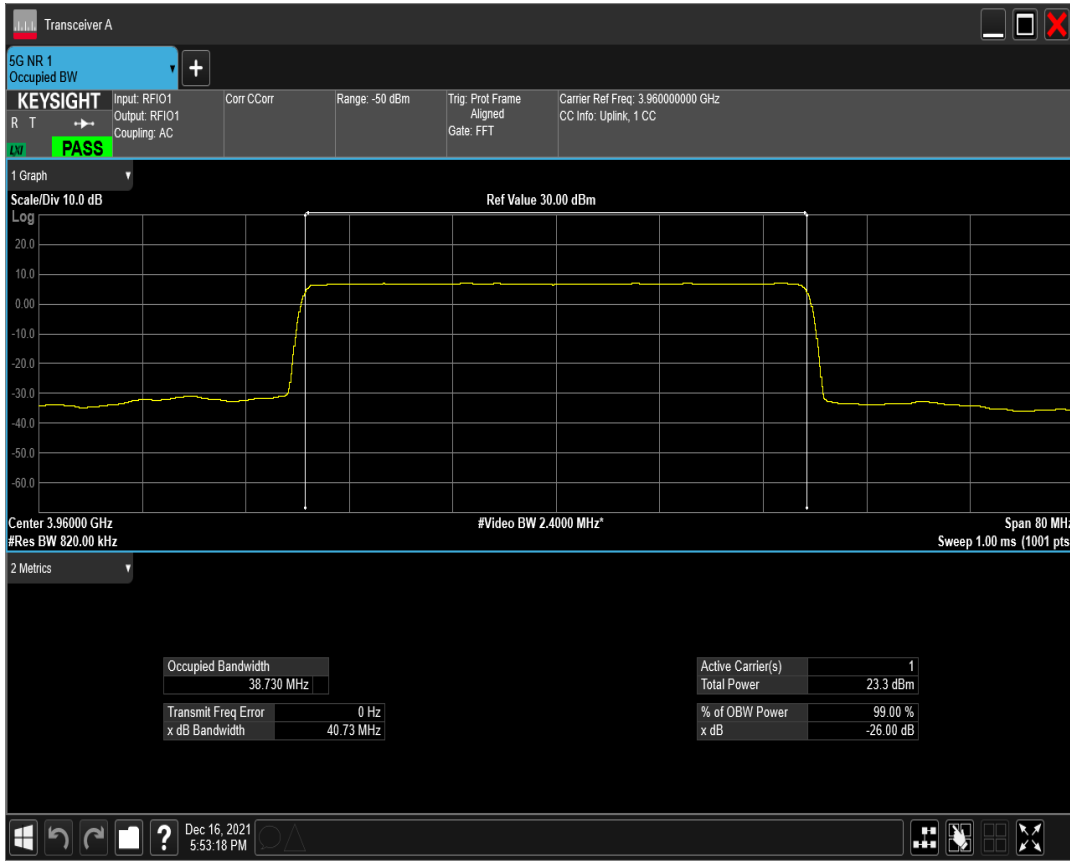 Transceiver A
5G NR 1
Occupied BW
+
KEYSIGHT
R T
LXI
PASS
Input: RFIO1
Output: RFIO1
Coupling: AC
Corr CCorr
Range: -50 dBm
Trig: Prot Frame
Aligned
Gate: FFT
Carrier Ref Freq: 3.960000000 GHz
CC Info: Uplink, 1 CC
1 Graph
Scale/Div 10.0 dB
Ref Value 30.00 dBm
Log
20.0
10.0
0.00
-10.0
-20.0
-30.0
-40.0
-50.0
-60.0
Center 3.96000 GHz
#Video BW 2.4000 MHz*
Span 80 MHz
#Res BW 820.00 kHz
Sweep 1.00 ms (1001 pts
2 Metrics
Occupied Bandwidth
38.730 MHz
Transmit Freq Error 0 Hz
x dB Bandwidth 40.73 MHz
Active Carrier(s) 1
Total Power 23.3 dBm
% of OBW Power 99.00 %
x dB -26.00 dB
?
Dec 16, 2021
5:53:18 PM